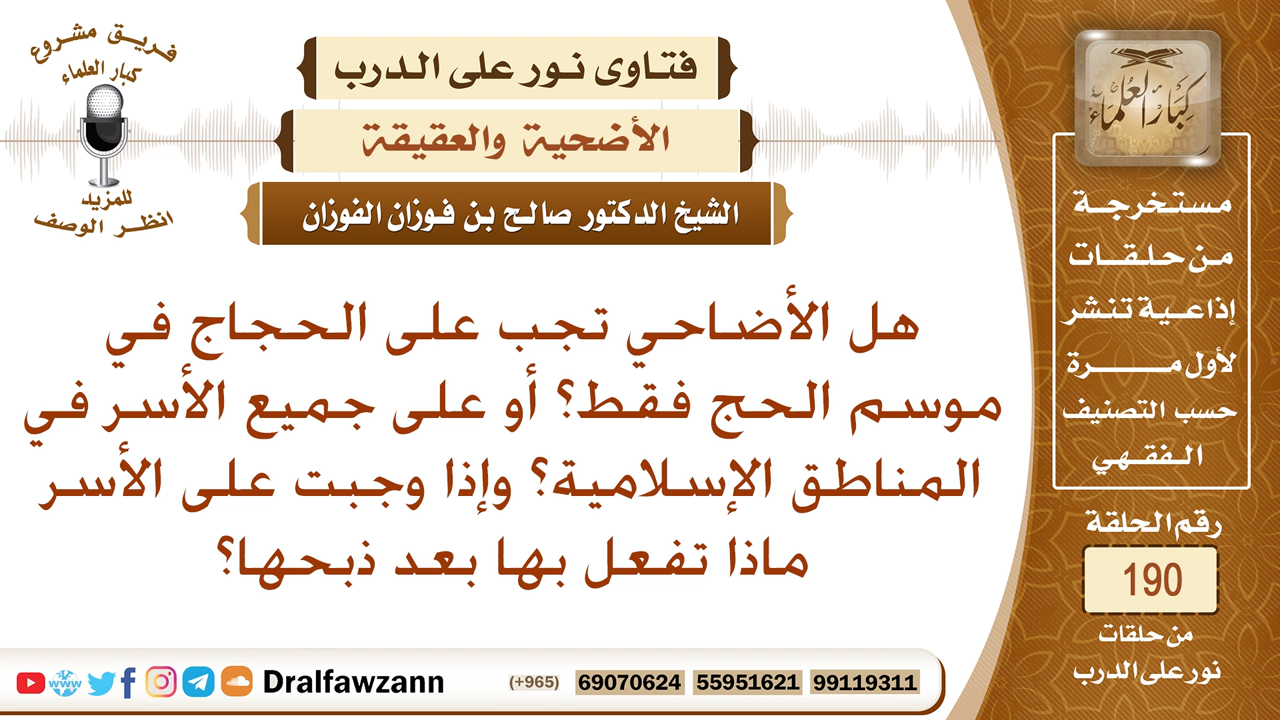 فريق مشروع
كبار العلماء
للمزيد
انظر الوصف
فتاوى نور على الدرب
الأضحية والعقيقة
الشيخ الدكتور صالح بن فوزان الفوزان
هل الأضاحي تجب على الحجاج في
موسم الحج فقط؟ أو على جميع الأسر في
المناطق الإسلامية؟ وإذا وجبت على الأسر
ماذا تفعل بها بعد ذبحها؟
كبار العلماء
مستخرجة
من حلقات
إذاعية تنشر
لأول مرة
حسب التصنيف
الفقهي
رقم الحلقة
190
من حلقات
نور على الدرب
www Dralfawzann (+965) 69070624 55951621 99119311